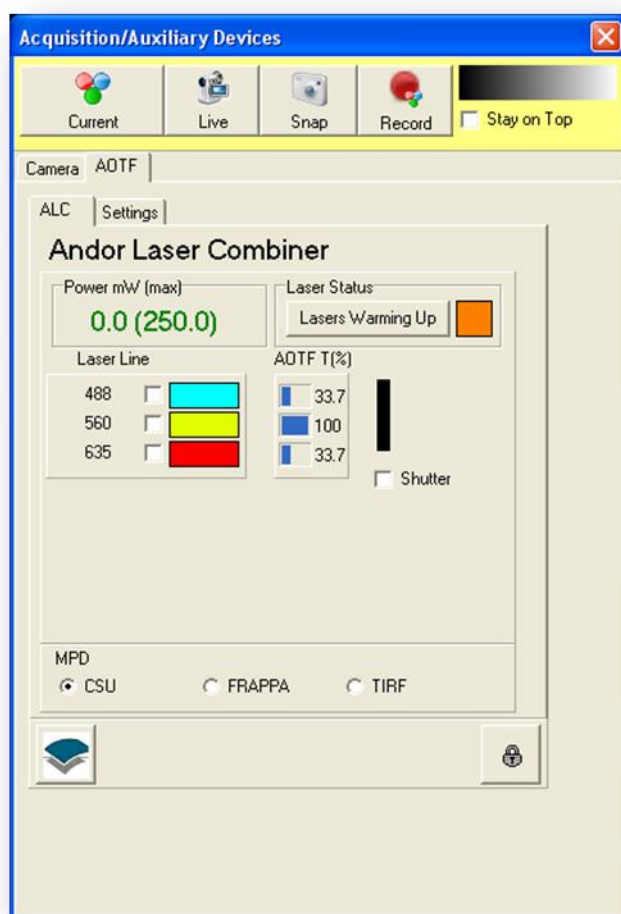 Acquisition/Auxiliary Devices
Current Live Snap Record Stay on Top
Camera AOTF
ALC Settings
Andor Laser Combiner
Power mW (max) Laser Status
0.0 (250.0) Lasers Warming Up
Laser Line AOTF T(%)
488 33.7
560 100
635 33.7
Shutter
MPD
CSU FRAPPA TIRF